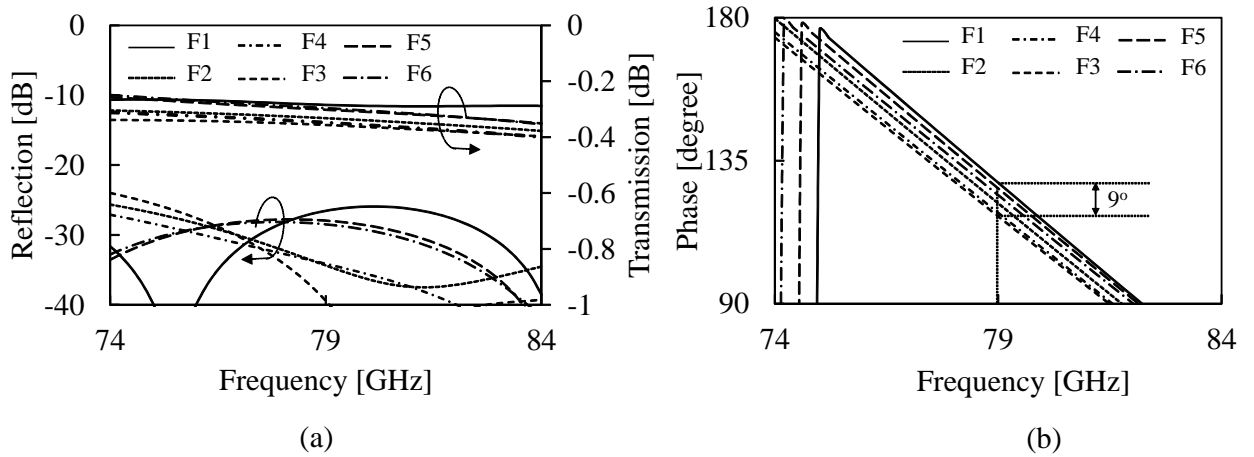 0
-10
-20
-30
-40
Reflection [dB]
F1 F4 F5
F2 F3 F6
0
-0.2
-0.4
-0.6
-0.8
-1
Transmission [dB]
74 79 84
Frequency [GHz]
(a)
180
135
90
Phase [degree]
F1 F4 F5
F2 F3 F6
9o
74 79 84
Frequency [GHz]
(b)